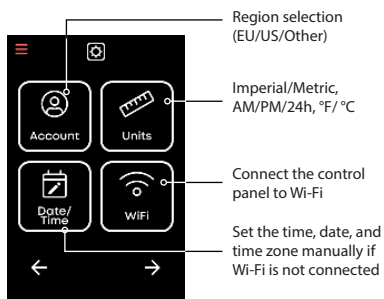 Region selection
(EU/US/Other)
Account
Units
Imperial/Metric,
AM/PM/24h, °F/ °C
Date/
Time
WiFi
Connect the control
panel to Wi-Fi
Set the time, date, and
time zone manually if
Wi-Fi is not connected